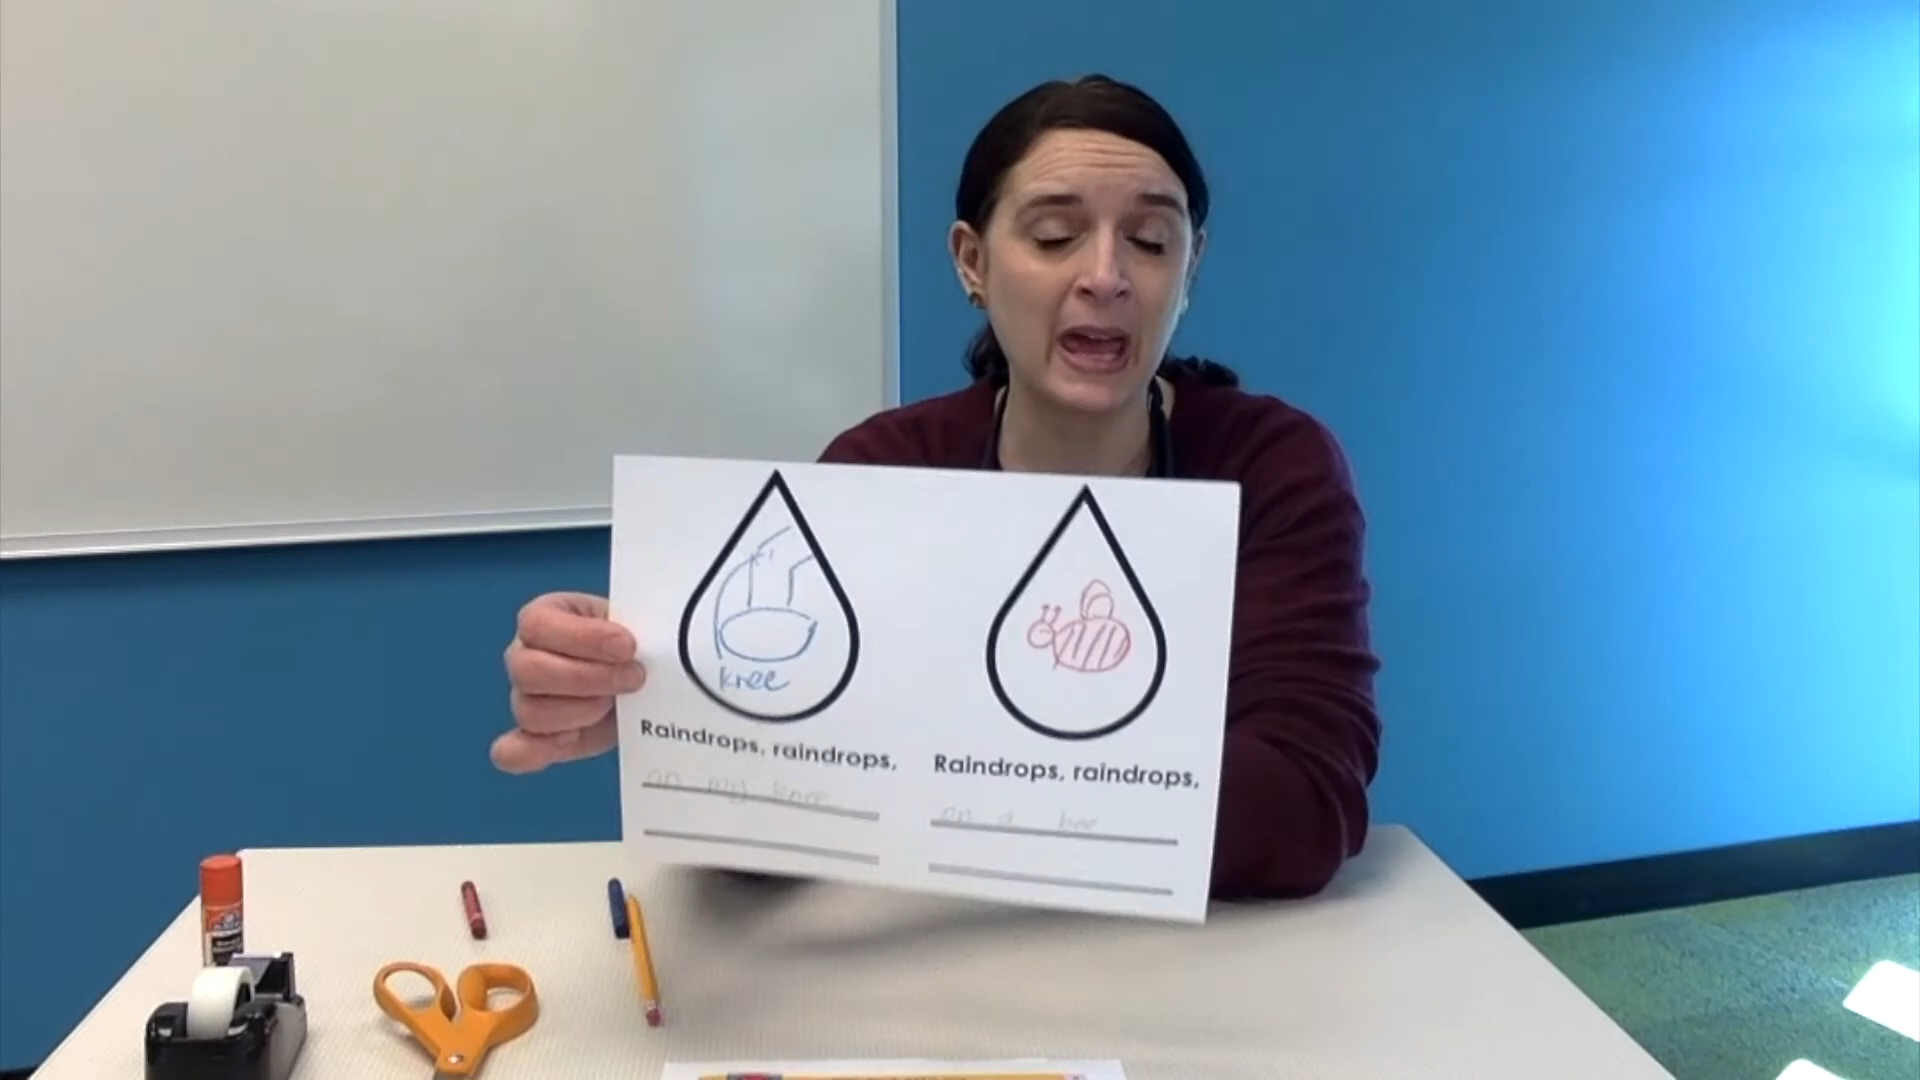 knee
Raindrops, raindrops,
on my knee
Raindrops, raindrops,
on a bee